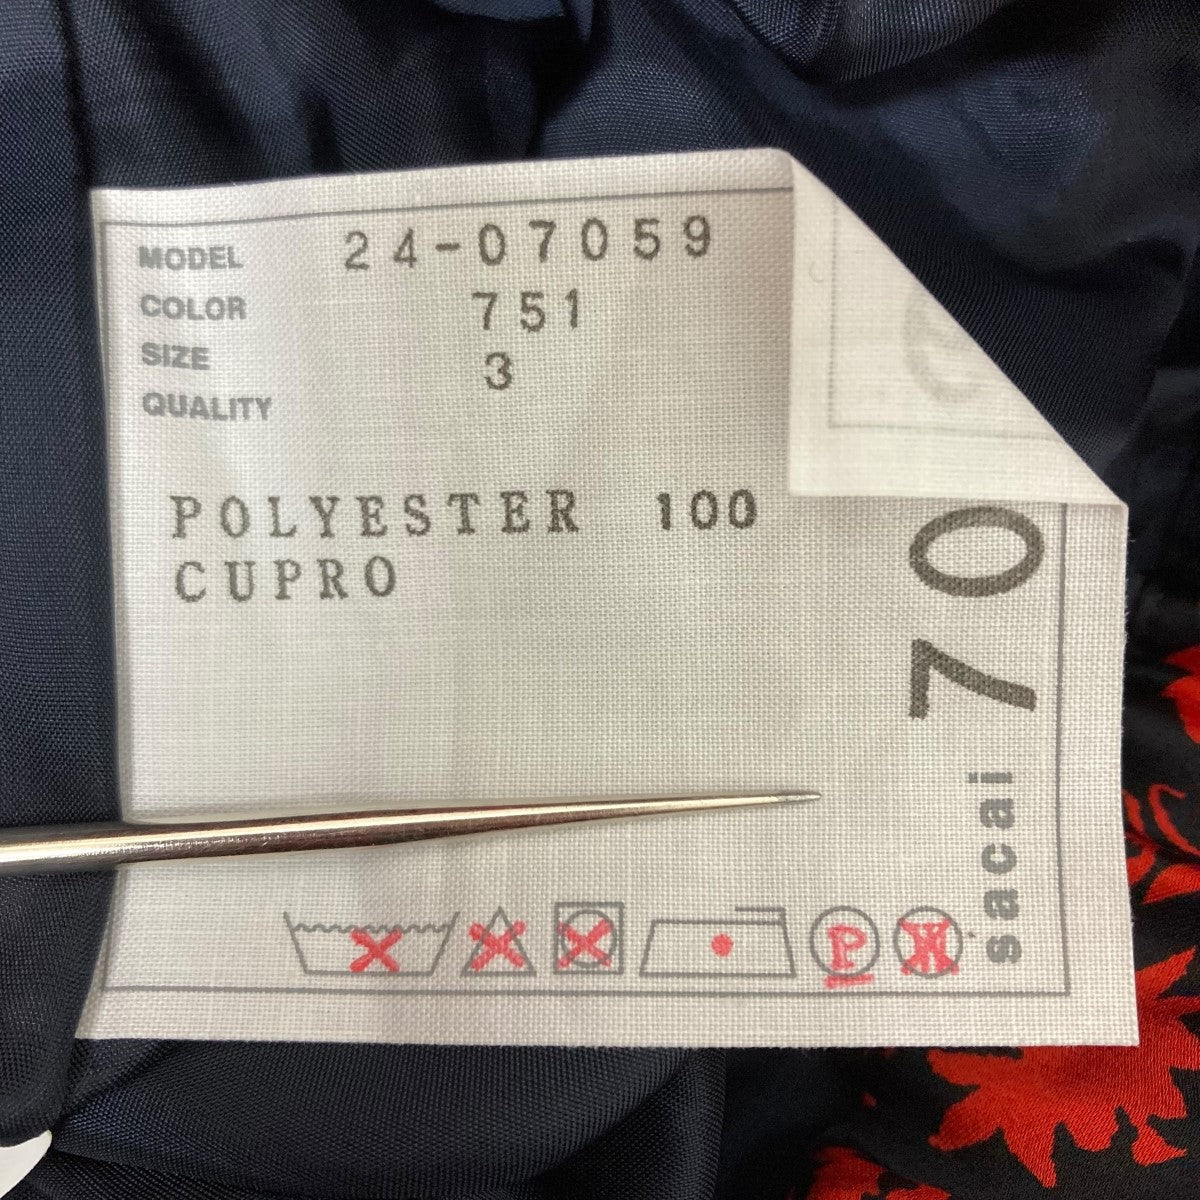 MODEL 24-07059
COLOR 751
SIZE 3
QUALITY
POLYESTER 100
CUPRO
sacai 70
P
W